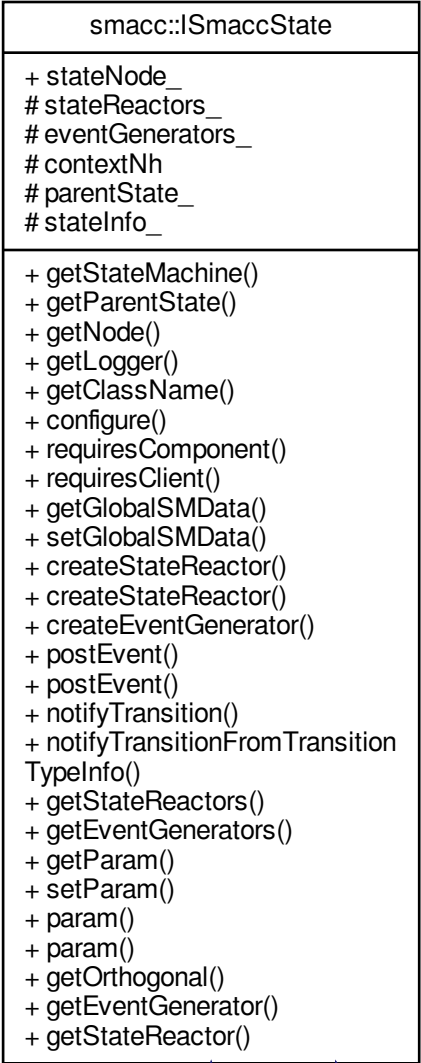 smacc::ISmaccState
+ stateNode_
# stateReactors_
# eventGenerators_
# contextNh
# parentState_
# stateInfo_
+ getStateMachine()
+ getParentState()
+ getNode()
+ getLogger()
+ getClassName()
+ configure()
+ requiresComponent()
+ requiresClient()
+ getGlobalSMData()
+ setGlobalSMData()
+ createStateReactor()
+ createStateReactor()
+ createEventGenerator()
+ postEvent()
+ postEvent()
+ notifyTransition()
+ notifyTransitionFromTransition
TypeInfo()
+ getStateReactors()
+ getEventGenerators()
+ getParam()
+ setParam()
+ param()
+ param()
+ getOrthogonal()
+ getEventGenerator()
+ getStateReactor()